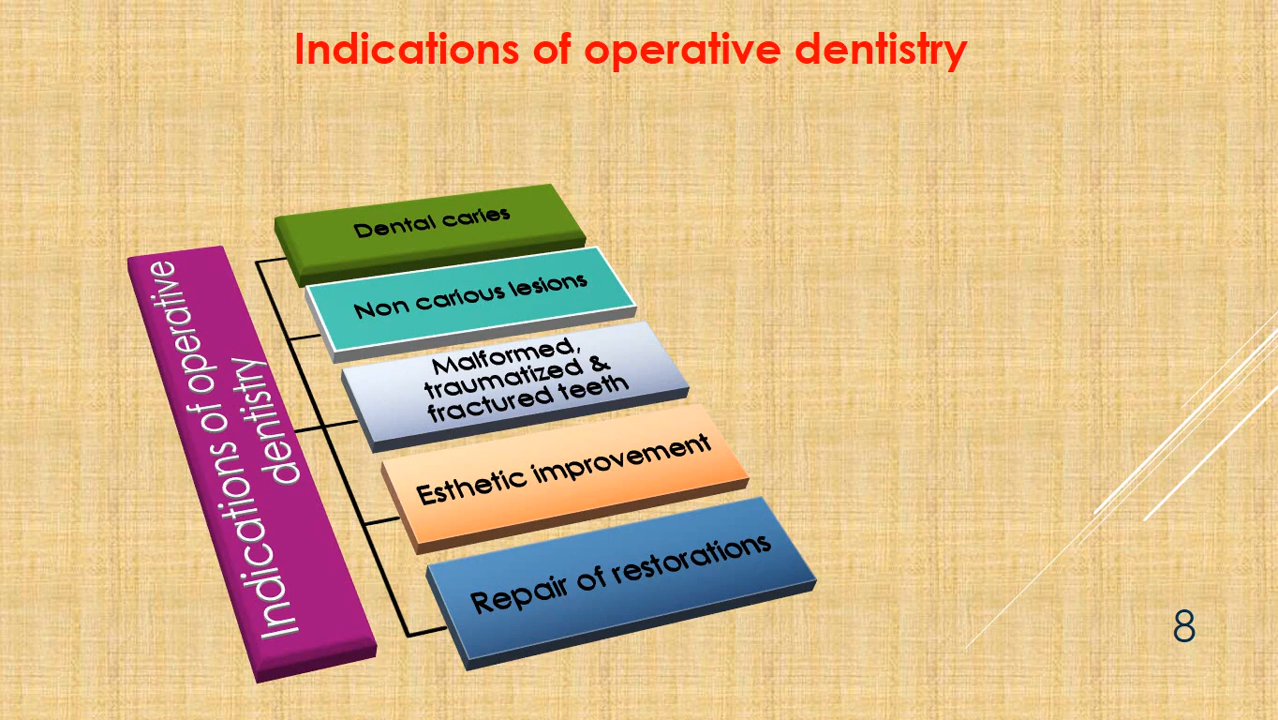 Indications of operative dentistry
Indications of operative
dentistry
Dental caries
Non carious lesions
Malformed,
traumatized &
fractured teeth
Esthetic improvement
Repair of restorations
8